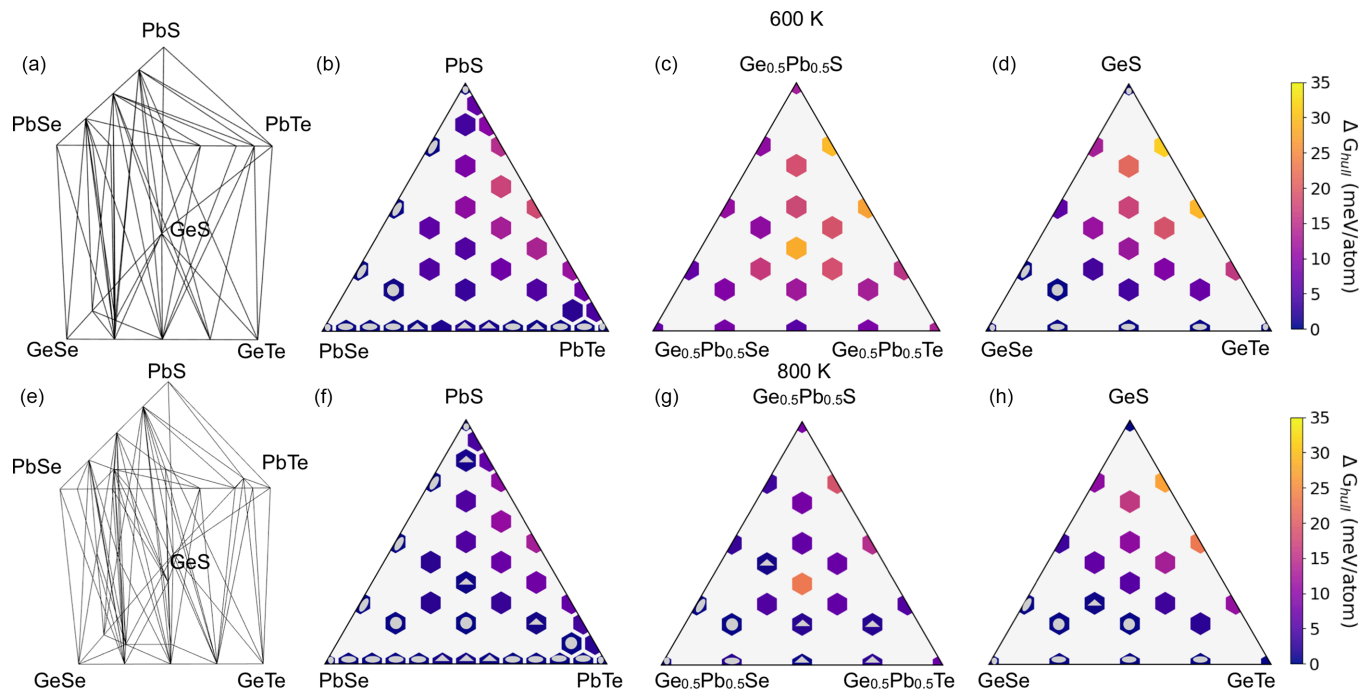 600 K
(a)
PbS
PbSe
PbTe
GeS
GeSe
GeTe
(b)
PbS
PbSe
PbTe
(c)
Ge0.5Pb0.5S
Ge0.5Pb0.5Se
Ge0.5Pb0.5Te
(d)
GeS
GeSe
GeTe
35
30
25
20
15
10
5
0
Δ Ghull (meV/atom)
800 K
(e)
PbS
PbSe
PbTe
GeS
GeSe
GeTe
(f)
PbS
PbSe
PbTe
(g)
Ge0.5Pb0.5S
Ge0.5Pb0.5Se
Ge0.5Pb0.5Te
(h)
GeS
GeSe
GeTe
35
30
25
20
15
10
5
0
Δ Ghull (meV/atom)